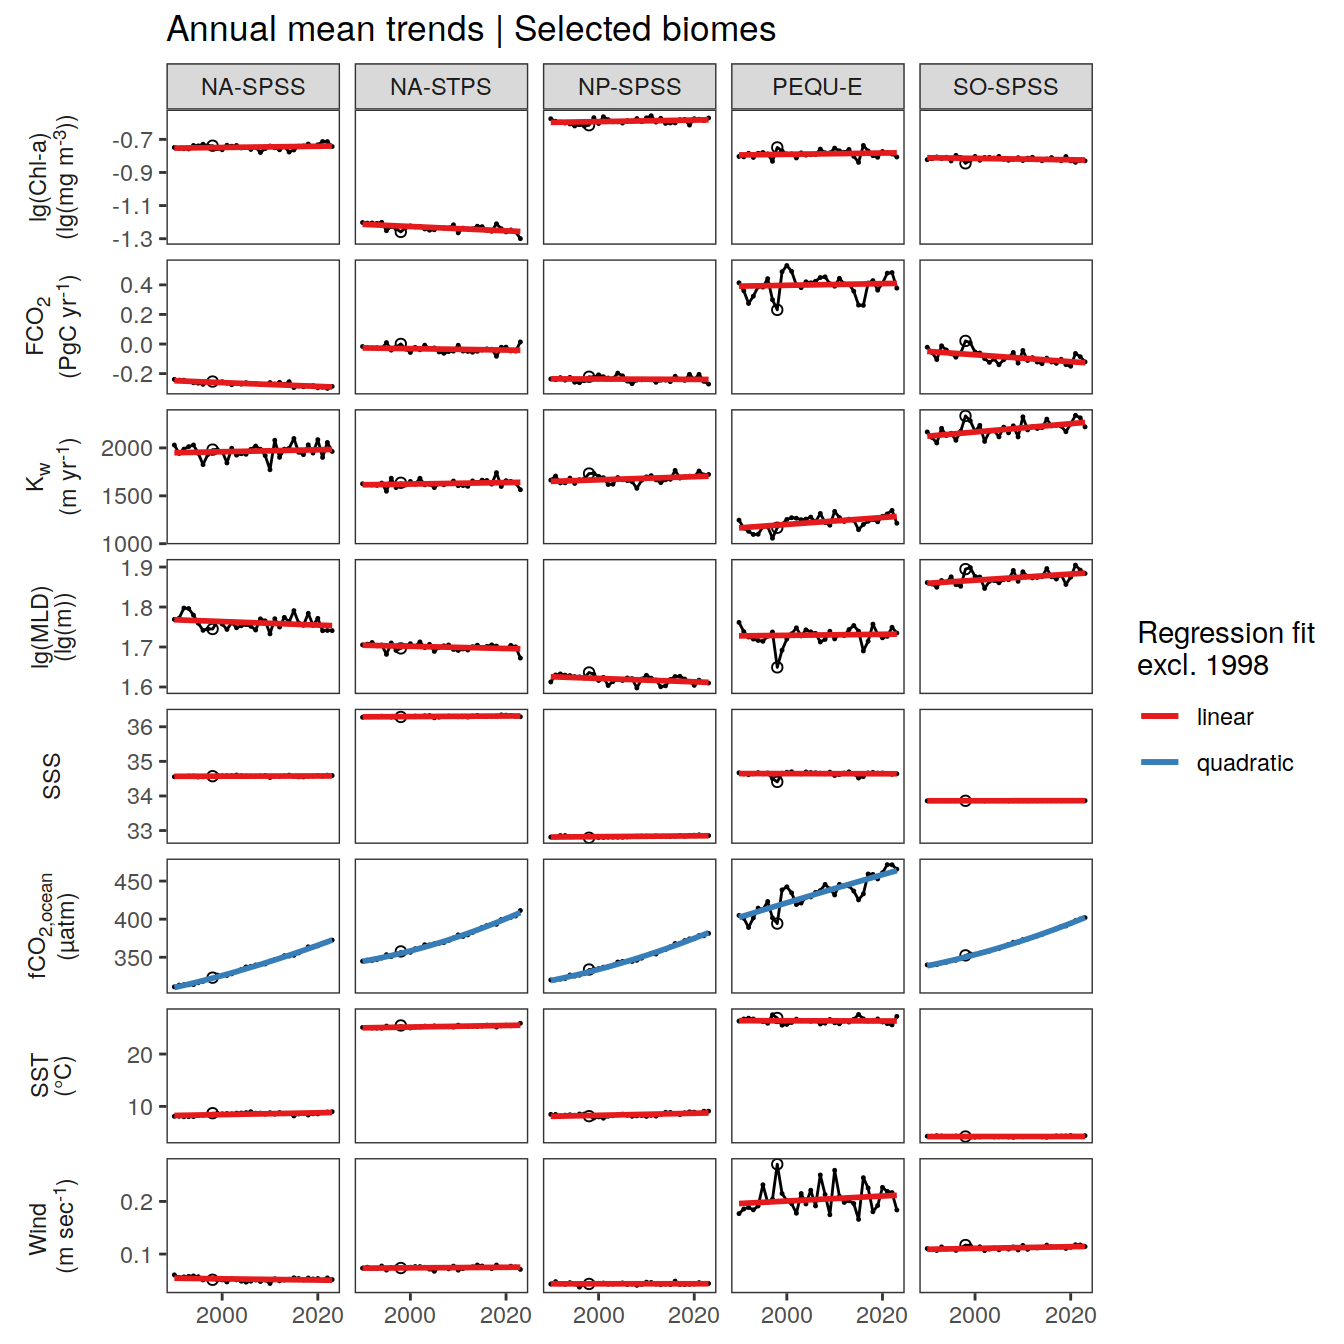 Annual mean trends | Selected biomes
NA-SPSS NA-STPS NP-SPSS PEQU-E SO-SPSS
lg(Chl-a)
(lg(mg m⁻³))
-0.7
-0.9
-1.1
-1.3
FCO₂
(PgC yr⁻¹)
0.4
0.2
0.0
-0.2
K_w
(m yr⁻¹)
2000
1500
1000
lg(MLD)
(lg(m))
1.9
1.8
1.7
1.6
SSS
36
35
34
33
fCO₂,ocean
(µatm)
450
400
350
SST
(°C)
20
10
Wind
(m sec⁻¹)
0.2
0.1
2000 2020 2000 2020 2000 2020 2000 2020 2000 2020
Regression fit
excl. 1998
linear
quadratic